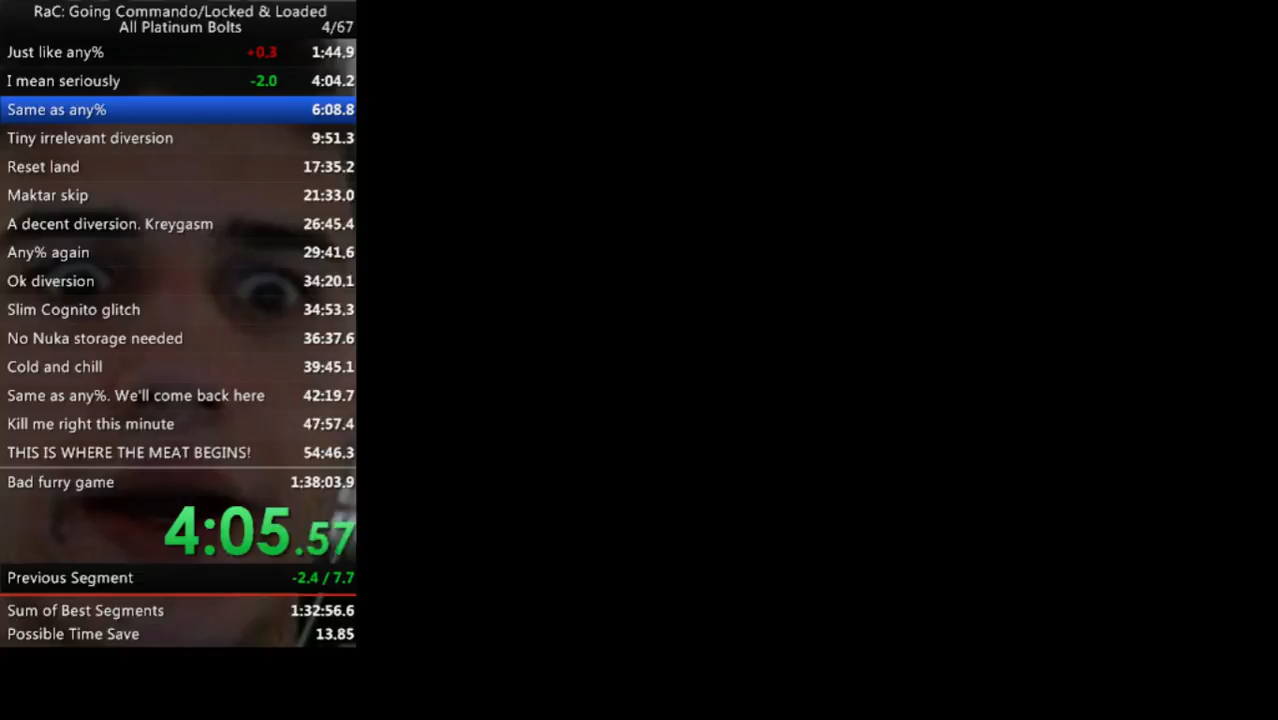 RaC: Going Commando/Locked & Loaded
All Platinum Bolts 4/67
Just like any% +0.3 1:44.9
I mean seriously -2.0 4:04.2
Same as any% 6:08.8
Tiny irrelevant diversion 9:51.3
Reset land 17:35.2
Maktar skip 21:33.0
A decent diversion. Kreygasm 26:45.4
Any% again 29:41.6
Ok diversion 34:20.1
Slim Cognito glitch 34:53.3
No Nuka storage needed 36:37.6
Cold and chill 39:45.1
Same as any%. We'll come back here 42:19.7
Kill me right this minute 47:57.4
THIS IS WHERE THE MEAT BEGINS! 54:46.3
Bad furry game 1:38:03.9
4:05.57
Previous Segment -2.4 / 7.7
Sum of Best Segments 1:32:56.6
Possible Time Save 13.85